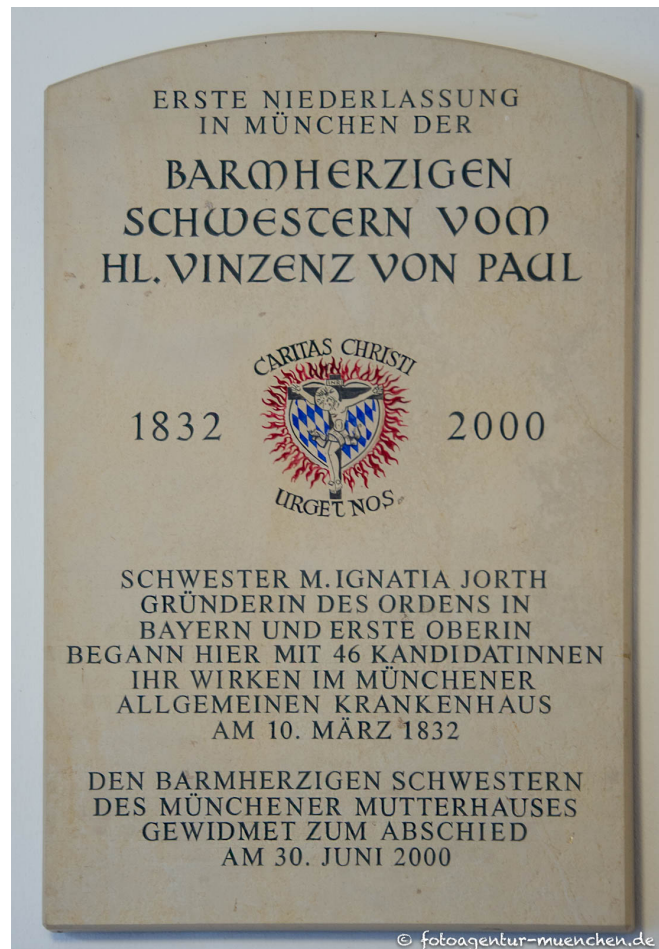 ERSTE NIEDERLASSUNG
IN MÜNCHEN DER
BARMHERZIGEN
SCHWESTERN VOM
HL. VINZENZ VON PAUL
CARITAS CHRISTI
INRI
1832
2000
URGET NOS
SCHWESTER M. IGNATIA JORTH
GRÜNDERIN DES ORDENS IN
BAYERN UND ERSTE OBERIN
BEGANN HIER MIT 46 KANDIDATINNEN
IHR WIRKEN IM MÜNCHENER
ALLGEMEINEN KRANKENHAUS
AM 10. MÄRZ 1832
DEN BARMHERZIGEN SCHWESTERN
DES MÜNCHENER MUTTERHAUSES
GEWIDMET ZUM ABSCHIED
AM 30. JUNI 2000
© fotoagentur-muenchen.de